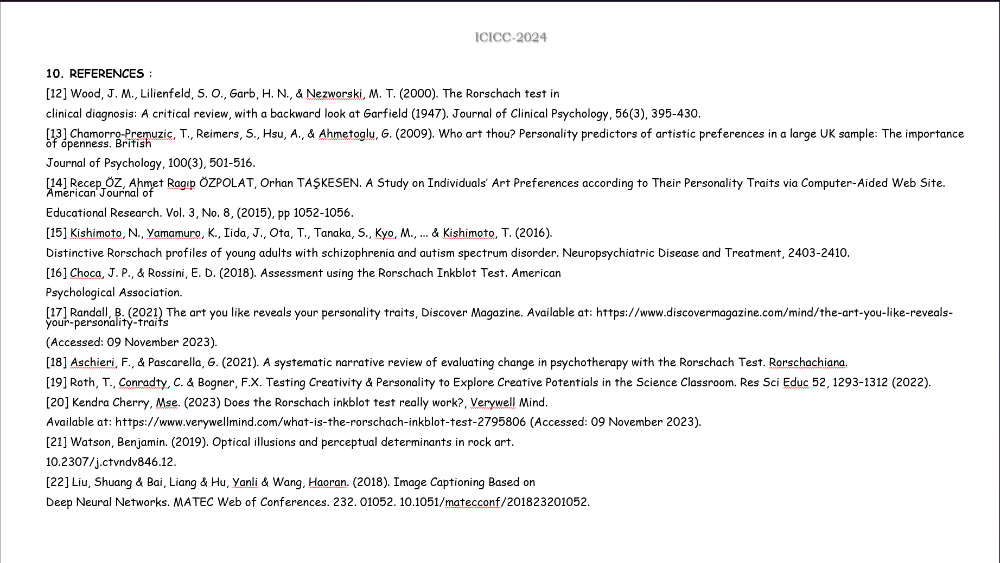 ICICC-2024
10. REFERENCES :
[12] Wood, J. M., Lilienfeld, S. O., Garb, H. N., & Nezworski, M. T. (2000). The Rorschach test in
clinical diagnosis: A critical review, with a backward look at Garfield (1947). Journal of Clinical Psychology, 56(3), 395-430.
[13] Chamorro-Premuzic, T., Reimers, S., Hsu, A., & Ahmetoglu, G. (2009). Who art thou? Personality predictors of artistic preferences in a large UK sample: The importance
of openness. British
Journal of Psychology, 100(3), 501-516.
[14] Recep ÖZ, Ahmet Ragıp ÖZPOLAT, Orhan TAŞKESEN. A Study on Individuals’ Art Preferences according to Their Personality Traits via Computer-Aided Web Site.
American Journal of
Educational Research. Vol. 3, No. 8, (2015), pp 1052-1056.
[15] Kishimoto, N., Yamamuro, K., Iida, J., Ota, T., Tanaka, S., Kyo, M., ... & Kishimoto, T. (2016).
Distinctive Rorschach profiles of young adults with schizophrenia and autism spectrum disorder. Neuropsychiatric Disease and Treatment, 2403-2410.
[16] Choca, J. P., & Rossini, E. D. (2018). Assessment using the Rorschach Inkblot Test. American
Psychological Association.
[17] Randall, B. (2021) The art you like reveals your personality traits, Discover Magazine. Available at: https://www.discovermagazine.com/mind/the-art-you-like-reveals-
your-personality-traits
(Accessed: 09 November 2023).
[18] Aschieri, F., & Pascarella, G. (2021). A systematic narrative review of evaluating change in psychotherapy with the Rorschach Test. Rorschachiana.
[19] Roth, T., Conradty, C. & Bogner, F.X. Testing Creativity & Personality to Explore Creative Potentials in the Science Classroom. Res Sci Educ 52, 1293–1312 (2022).
[20] Kendra Cherry, Mse. (2023) Does the Rorschach inkblot test really work?, Verywell Mind.
Available at: https://www.verywellmind.com/what-is-the-rorschach-inkblot-test-2795806 (Accessed: 09 November 2023).
[21] Watson, Benjamin. (2019). Optical illusions and perceptual determinants in rock art.
10.2307/j.ctvndv846.12.
[22] Liu, Shuang & Bai, Liang & Hu, Yanli & Wang, Haoran. (2018). Image Captioning Based on
Deep Neural Networks. MATEC Web of Conferences. 232. 01052. 10.1051/matecconf/201823201052.